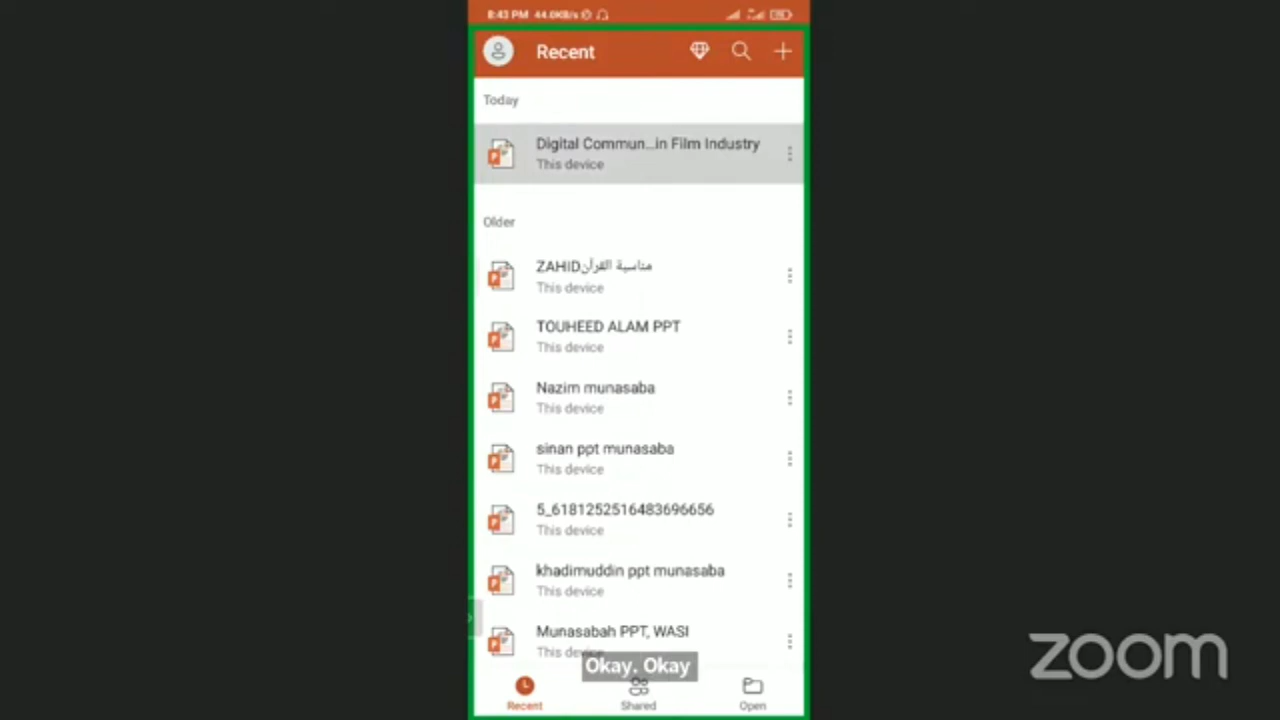 8:43 PM 44.0KB/s
Recent
Today
Digital Commun...in Film Industry
This device
Older
ZAHIDمناسبة القرآن
This device
TOUHEED ALAM PPT
This device
Nazim munasaba
This device
sinan ppt munasaba
This device
5_6181252516483696656
This device
khadimuddin ppt munasaba
This device
Munasabah PPT, WASI
This device
Okay. Okay
Recent
Shared
Open
zoom